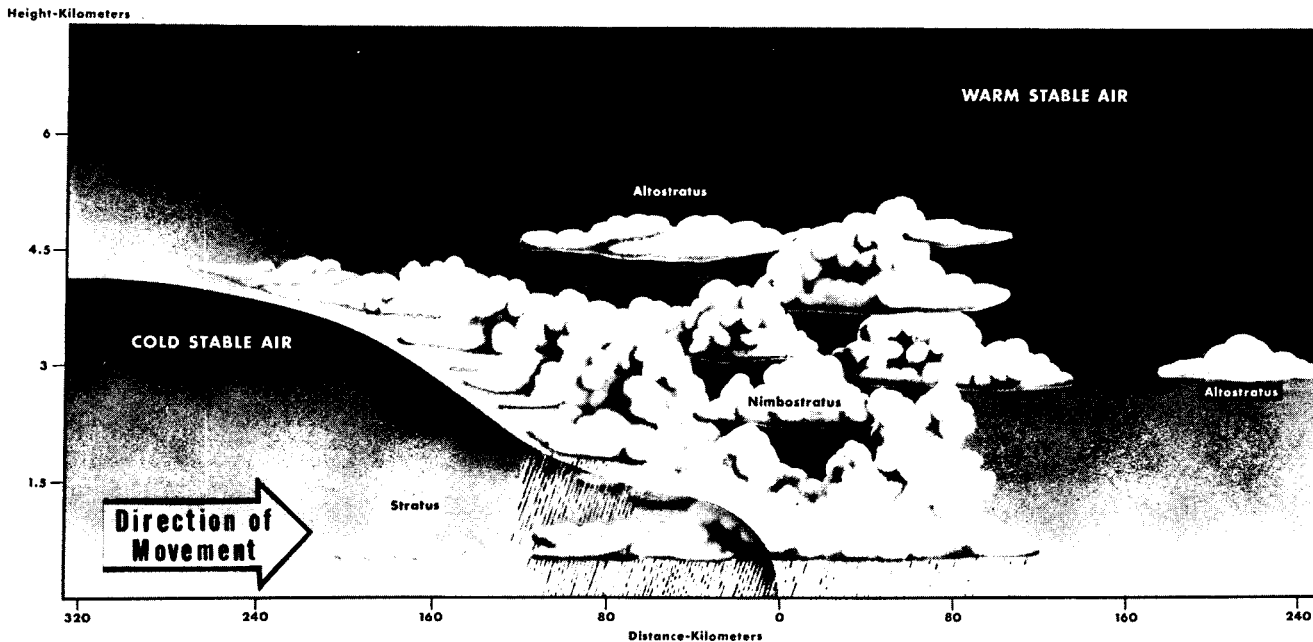 Height-Kilometers
WARM STABLE AIR
6
Altostratus
4.5
COLD STABLE AIR
3
Altostratus
Nimbostratus
1.5
Stratus
Direction of
Movement
320 240 160 80 0 80 160 240
Distance-Kilometers